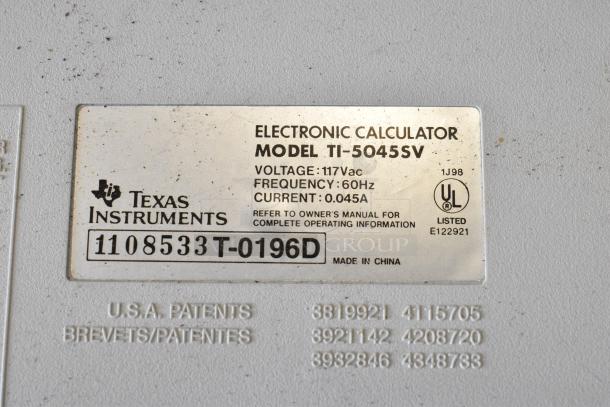 ELECTRONIC CALCULATOR
MODEL TI-5045SV
VOLTAGE:117Vac
FREQUENCY:60Hz
CURRENT:0.045A
1J98
UL
LISTED
E122921
REFER TO OWNER'S MANUAL FOR
COMPLETE OPERATING INFORMATION
TEXAS
INSTRUMENTS
1108533 T-0196D
MADE IN CHINA
GROUP
U.S.A. PATENTS 3819921 4115705
BREVETS/PATENTES 3921142 4208720
3932846 4348733